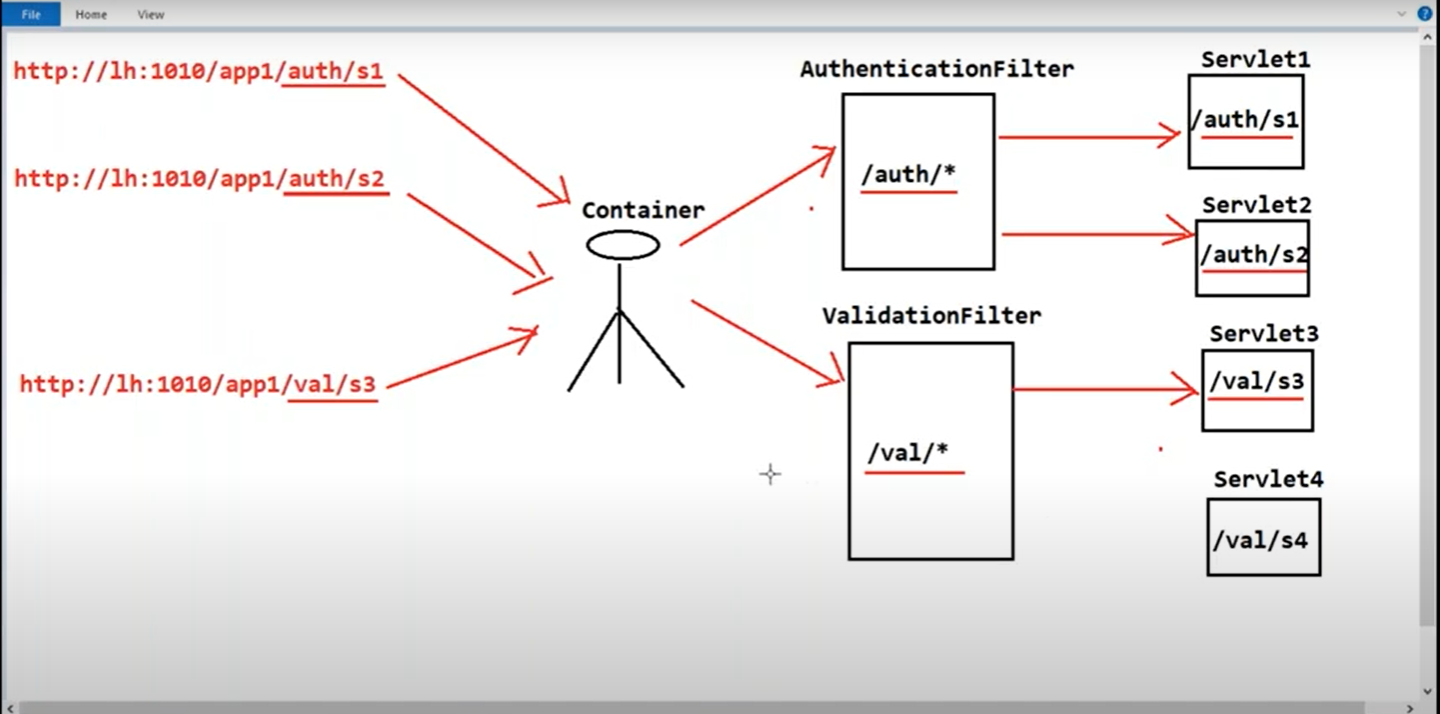 File Home View
http://lh:1010/app1/auth/s1
http://lh:1010/app1/auth/s2
http://lh:1010/app1/val/s3
Container
AuthenticationFilter
/auth/*
ValidationFilter
/val/*
Servlet1
/auth/s1
Servlet2
/auth/s2
Servlet3
/val/s3
Servlet4
/val/s4